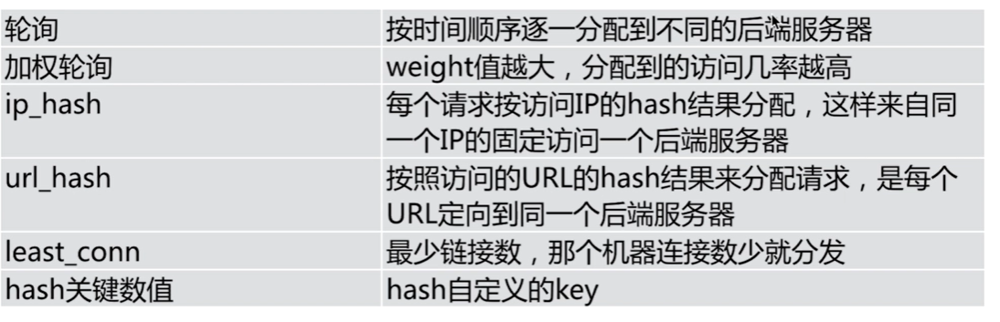 轮询 按时间顺序逐一分配到不同的后端服务器
加权轮询 weight值越大，分配到的访问几率越高
ip_hash 每个请求按访问IP的hash结果分配，这样来自同
一个IP的固定访问一个后端服务器
url_hash 按照访问的URL的hash结果来分配请求，是每个
URL定向到同一个后端服务器
least_conn 最少链接数，那个机器连接数少就分发
hash关键数值 hash自定义的key